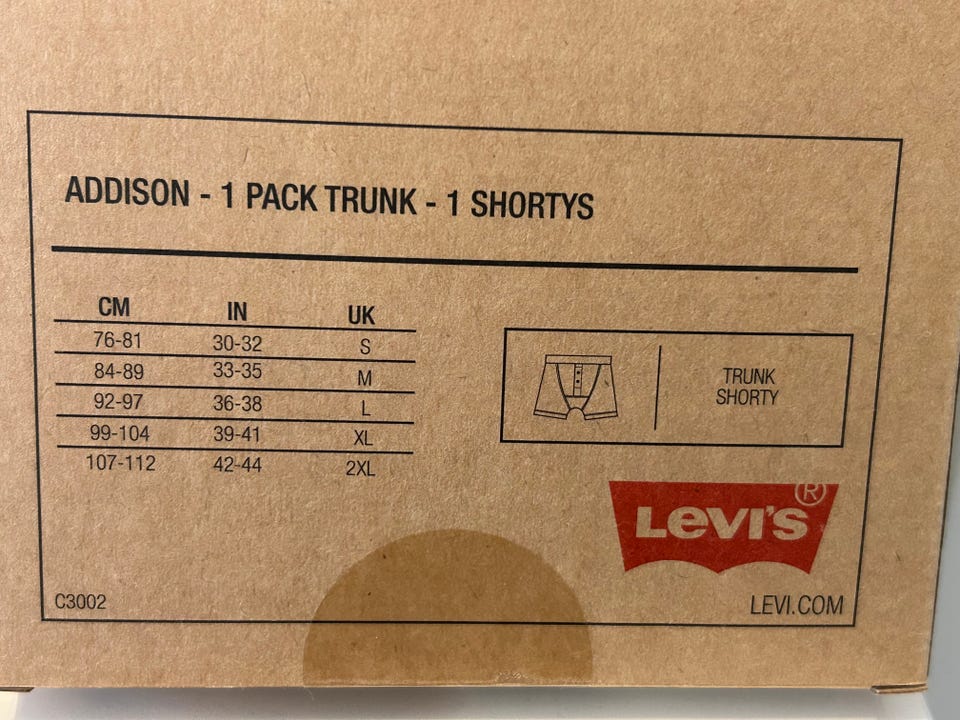 ADDISON - 1 PACK TRUNK - 1 SHORTYS
CM IN UK
76-81 30-32 S
84-89 33-35 M
92-97 36-38 L
99-104 39-41 XL
107-112 42-44 2XL
TRUNK
SHORTY
LEVI'S ®
C3002
LEVI.COM